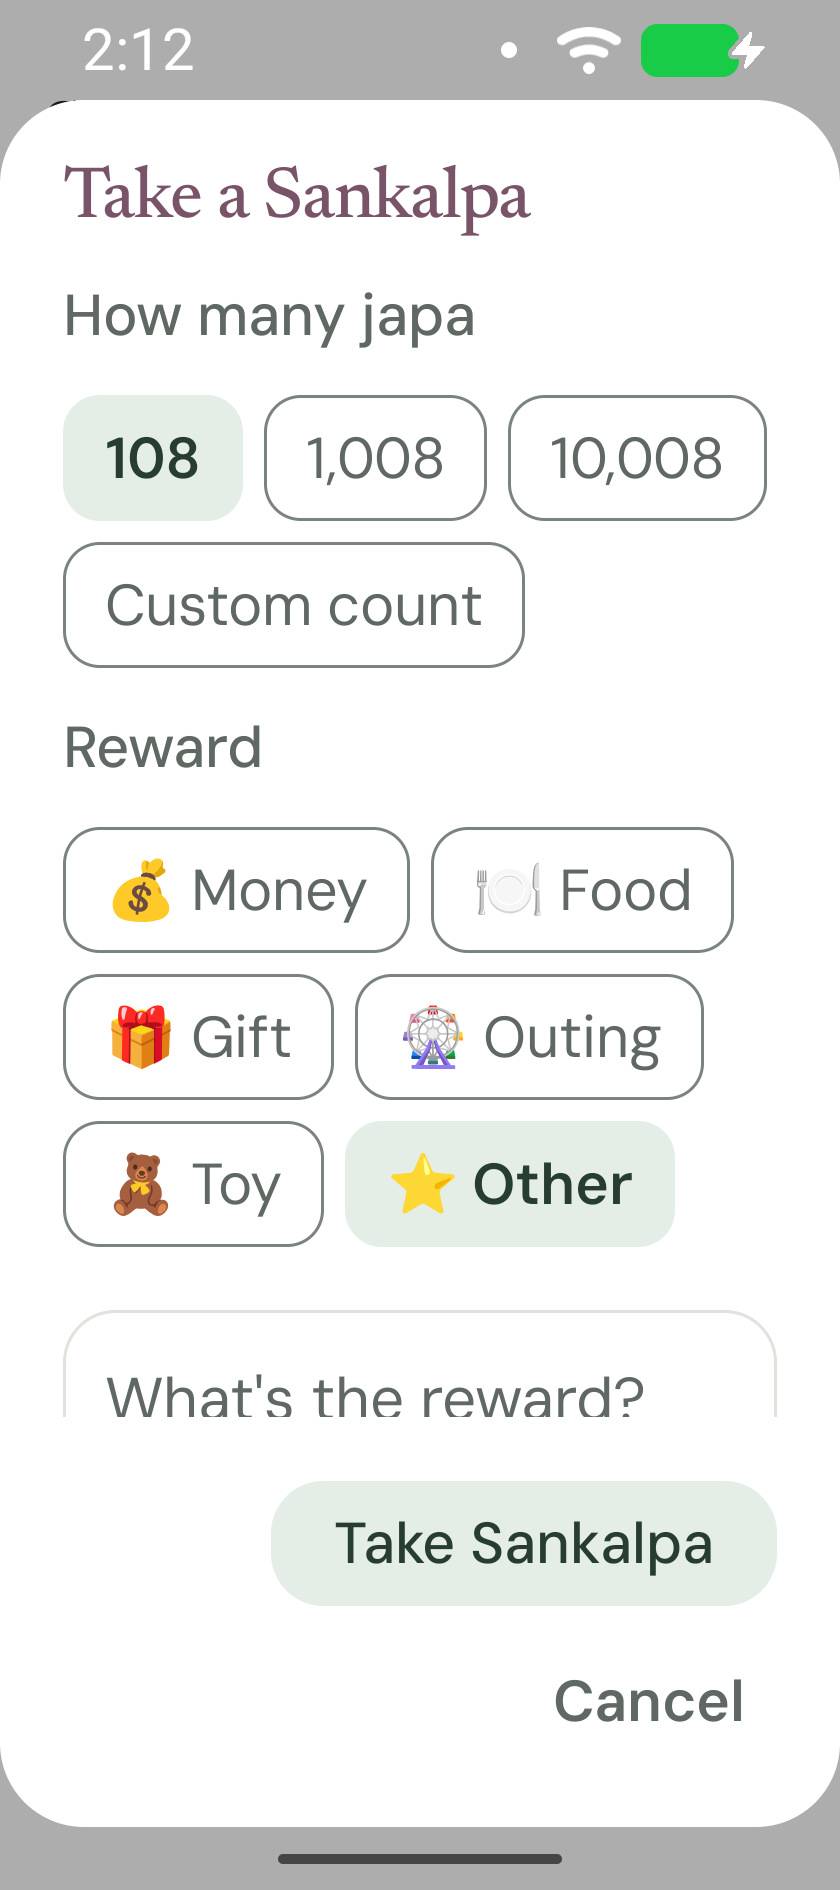 2:12
Take a Sankalpa
How many japa
108 1,008 10,008
Custom count
Reward
Money Food
Gift Outing
Toy Other
What's the reward?
Take Sankalpa
Cancel